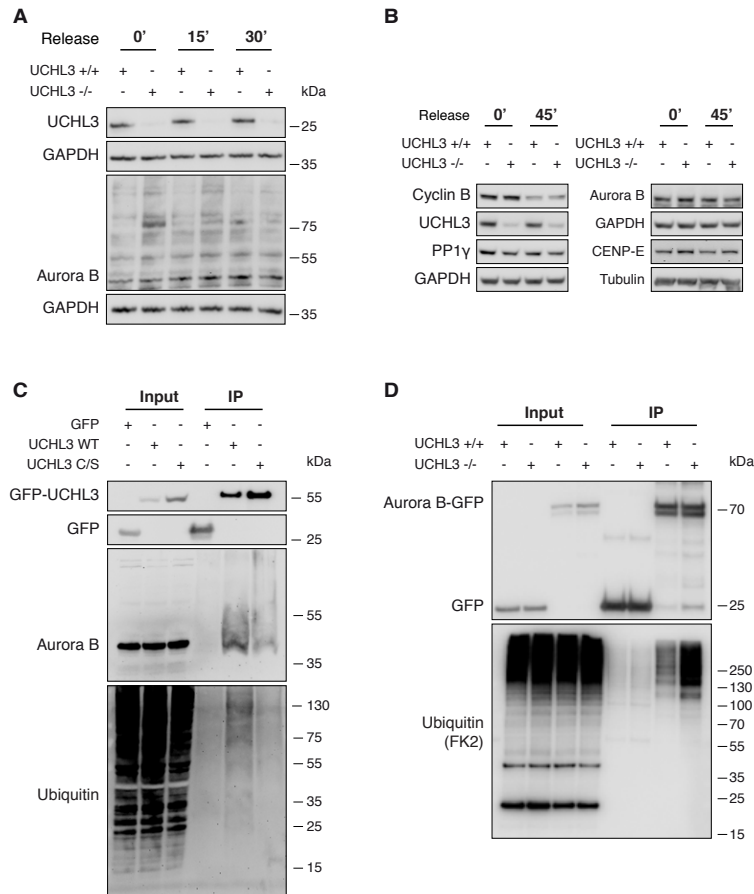 A
Release 0’ 15’ 30’
UCHL3 +/+ + - + - + -
UCHL3 -/- - + - + - + kDa
UCHL3 25
GAPDH 35
75
55
Aurora B
GAPDH 35
B
Release 0’ 45’
UCHL3 +/+ + - + -
UCHL3 -/- - + - +
Cyclin B
UCHL3
PP1γ
GAPDH
0’ 45’
UCHL3 +/+ + - + -
UCHL3 -/- - + - +
Aurora B
GAPDH
CENP-E
Tubulin
C
Input IP
GFP + - - + - -
UCHL3 WT - + - - + -
UCHL3 C/S - - + - - + kDa
GFP-UCHL3 55
GFP 25
55
Aurora B
35
130
75
55
Ubiquitin 35
25
15
D
Input IP
UCHL3 +/+ + - + - + - + -
UCHL3 -/- - + - + - + - + kDa
Aurora B-GFP 70
GFP 25
250
130
100
Ubiquitin 70
(FK2) 55
35
25
15